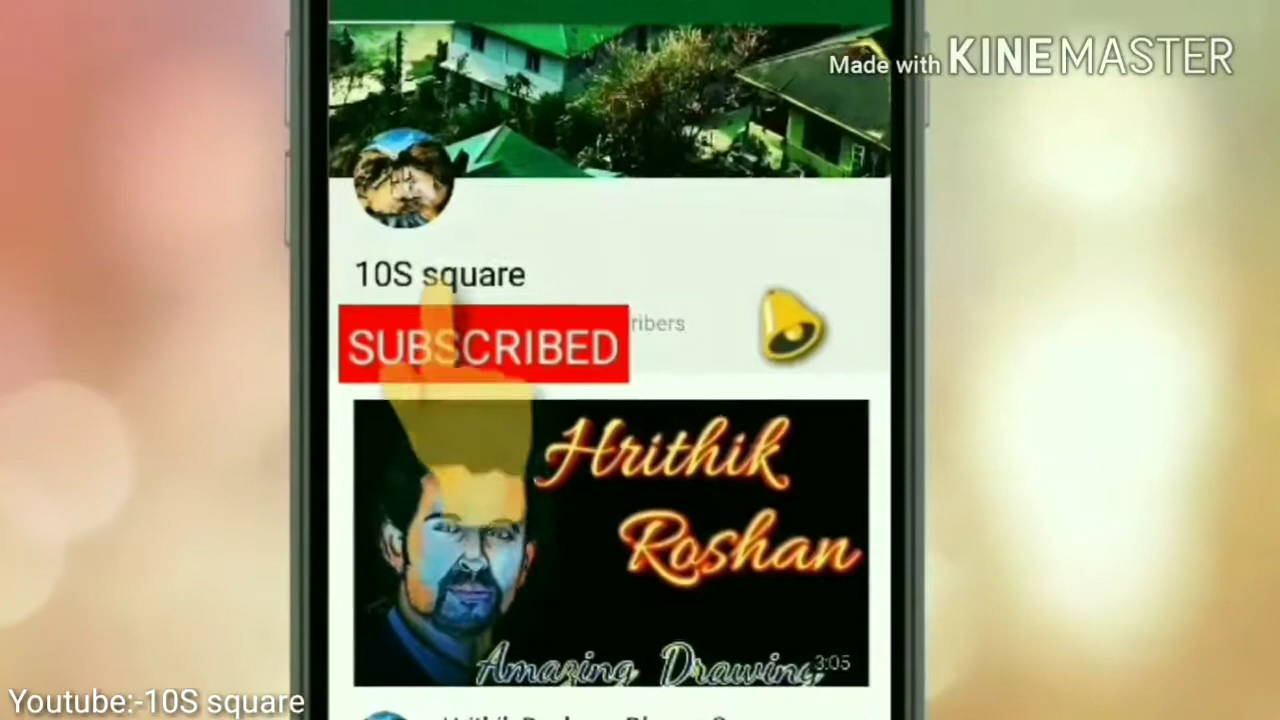 Made with KINEMASTER
10S square
SUBSCRIBED
ribers
Hrithik
Roshan
Amazing Drawing
3:05
Youtube:-10S square